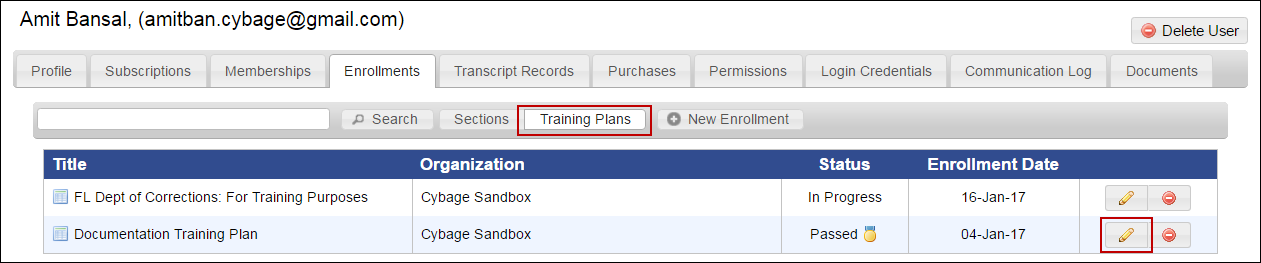 Amit Bansal, (amitban.cybage@gmail.com)
Delete User
Profile Subscriptions Memberships Enrollments Transcript Records Purchases Permissions Login Credentials Communication Log Documents
Search Sections Training Plans New Enrollment
Title Organization Status Enrollment Date
FL Dept of Corrections: For Training Purposes Cybage Sandbox In Progress 16-Jan-17
Documentation Training Plan Cybage Sandbox Passed 04-Jan-17